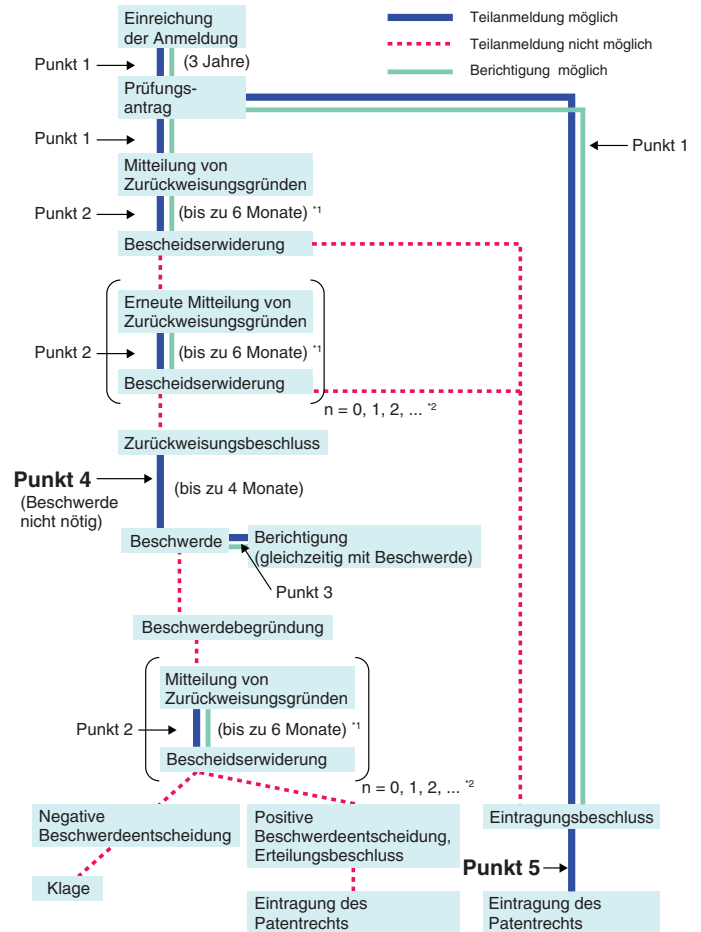 Einreichung
der Anmeldung
Teilanmeldung möglich
Teilanmeldung nicht möglich
Berichtigung möglich
Punkt 1
(3 Jahre)
Prüfungs-
antrag
Punkt 1
Punkt 1
Mitteilung von
Zurückweisungsgründen
Punkt 2
(bis zu 6 Monate) *1
Bescheidserwiderung
Erneute Mitteilung von
Zurückweisungsgründen
Punkt 2
(bis zu 6 Monate) *1
Bescheidserwiderung
n = 0, 1, 2, ... *2
Zurückweisungsbeschluss
Punkt 4
(Beschwerde
nicht nötig)
(bis zu 4 Monate)
Beschwerde
Berichtigung
(gleichzeitig mit Beschwerde)
Punkt 3
Beschwerdebegründung
Mitteilung von
Zurückweisungsgründen
Punkt 2
(bis zu 6 Monate) *1
Bescheidserwiderung
n = 0, 1, 2, ... *2
Negative
Beschwerdeentscheidung
Positive
Beschwerdeentscheidung,
Erteilungsbeschluss
Eintragungsbeschluss
Punkt 5
Klage
Eintragung des
Patentrechts
Eintragung des
Patentrechts